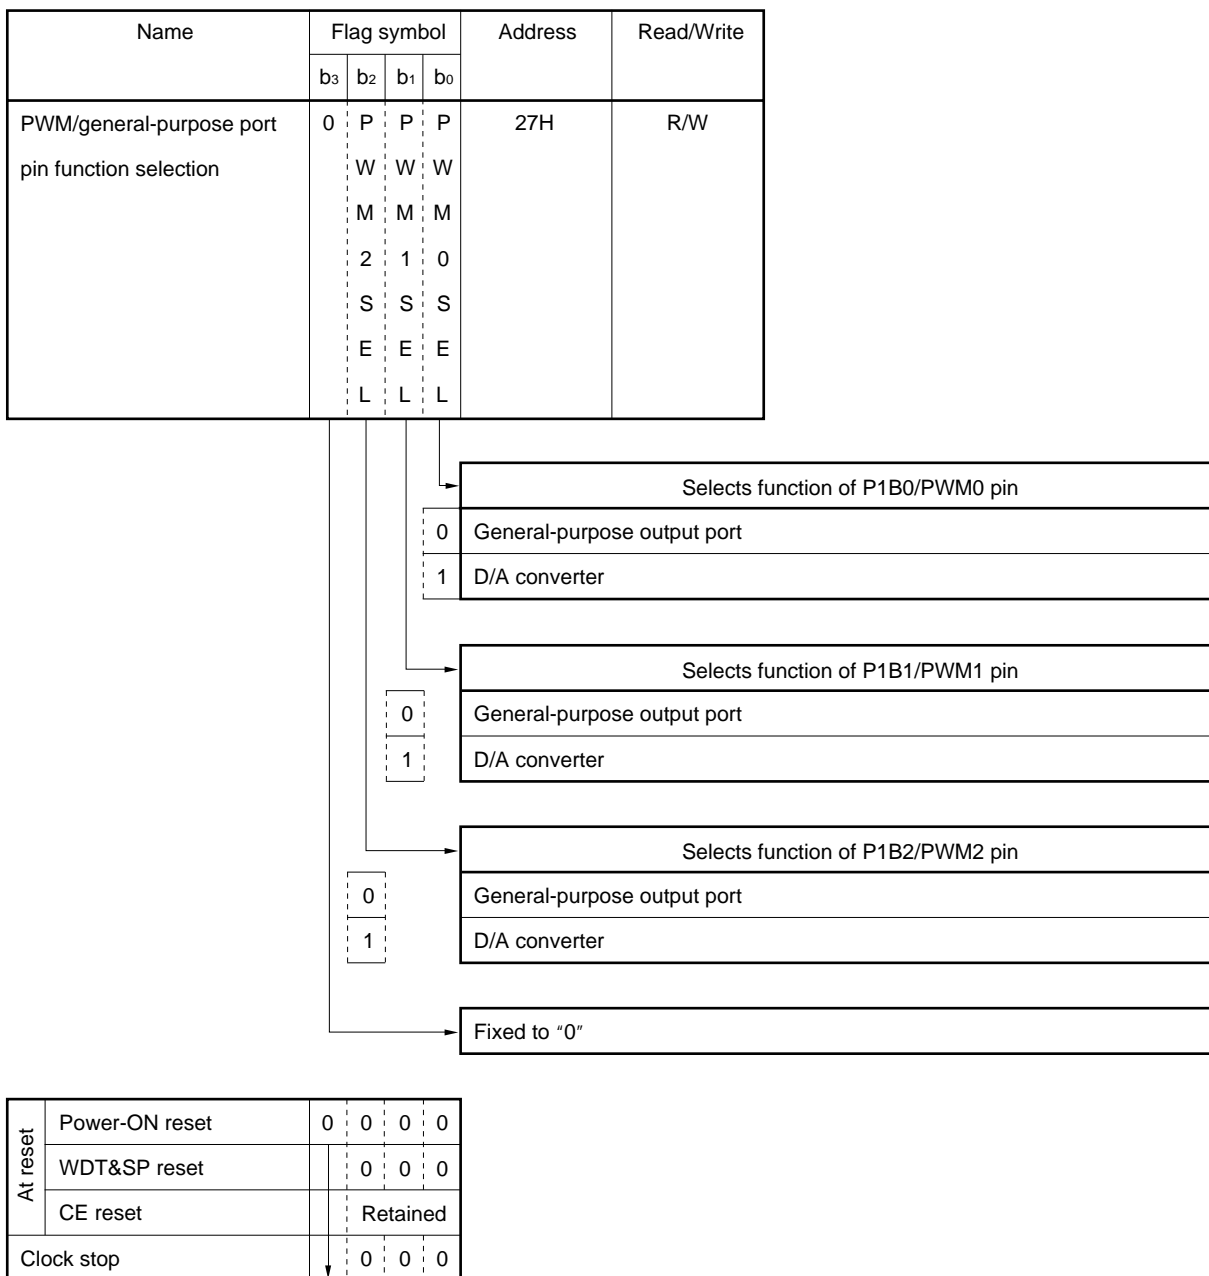 Name Flag symbol Address Read/Write
b3 b2 b1 b0
PWM/general-purpose port 0 P P P 27H R/W
pin function selection W W W
M M M
2 1 0
S S S
E E E
L L L
Selects function of P1B0/PWM0 pin
0 General-purpose output port
1 D/A converter
Selects function of P1B1/PWM1 pin
0 General-purpose output port
1 D/A converter
Selects function of P1B2/PWM2 pin
0 General-purpose output port
1 D/A converter
Fixed to “0”
At reset
Power-ON reset 0 0 0 0
WDT&SP reset 0 0 0
CE reset Retained
Clock stop 0 0 0